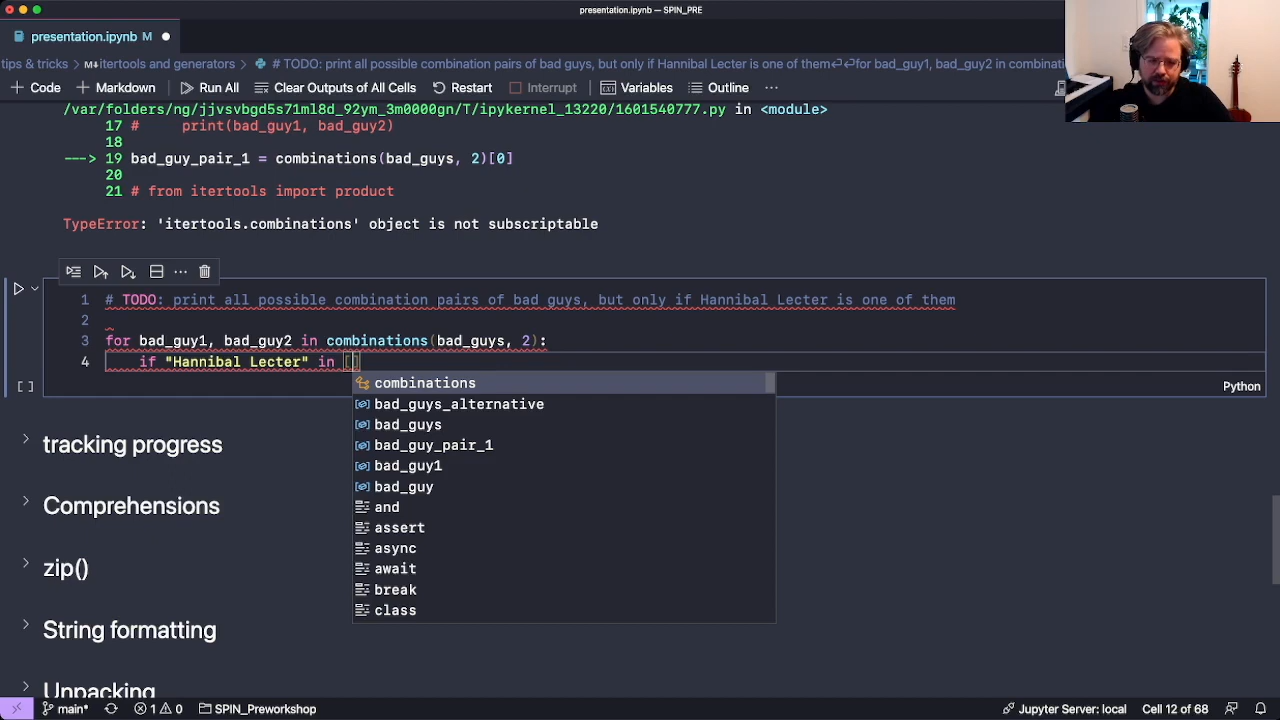 presentation.ipynb — SPIN_PRE
presentation.ipynb M
tips & tricks > M↓itertools and generators > # TODO: print all possible combination pairs of bad guys, but only if Hannibal Lecter is one of them↵↵for bad_guy1, bad_guy2 in combinati
+ Code + Markdown Run All Clear Outputs of All Cells Restart Interrupt Variables Outline ...
/var/folders/ng/jjvsvbgd5s71ml8d_92ym_3m0000gn/T/ipykernel_13220/1601540777.py in <module>
17 #     print(bad_guy1, bad_guy2)
18
---> 19 bad_guy_pair_1 = combinations(bad_guys, 2)[0]
20
21 # from itertools import product
TypeError: 'itertools.combinations' object is not subscriptable
1 # TODO: print all possible combination pairs of bad guys, but only if Hannibal Lecter is one of them
2
3 for bad_guy1, bad_guy2 in combinations(bad_guys, 2):
4     if "Hannibal Lecter" in []
combinations
[ ] Python
bad_guys_alternative
bad_guys
bad_guy_pair_1
bad_guy1
bad_guy
and
assert
async
await
break
class
tracking progress
Comprehensions
zip()
String formatting
Unpacking
main* 1 0 SPIN_Preworkshop Jupyter Server: local Cell 12 of 68